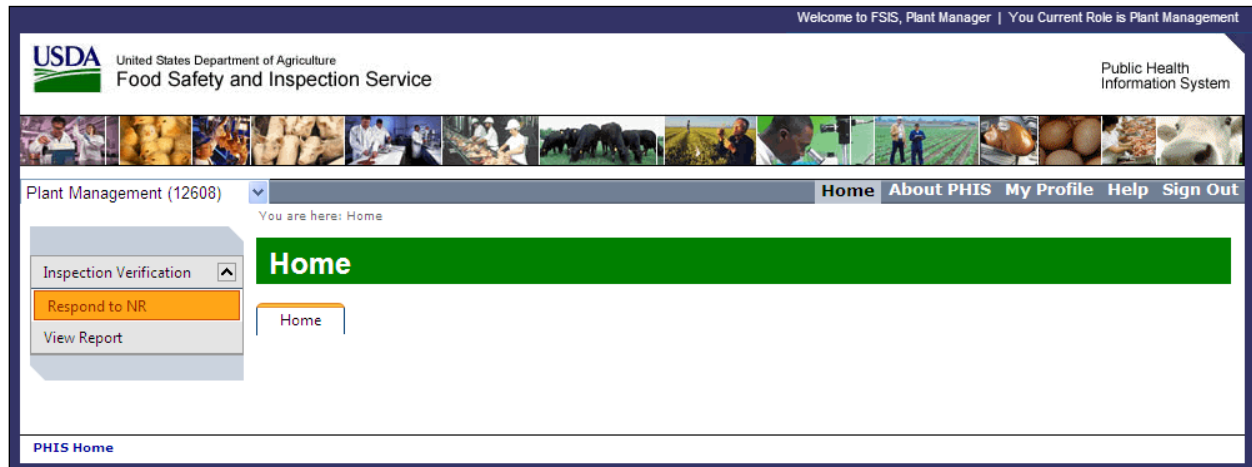 Welcome to FSIS, Plant Manager | You Current Role is Plant Management
USDA
United States Department of Agriculture
Food Safety and Inspection Service
Public Health
Information System
Plant Management (12608)
Home About PHIS My Profile Help Sign Out
You are here: Home
Inspection Verification
Respond to NR
View Report
Home
Home
PHIS Home